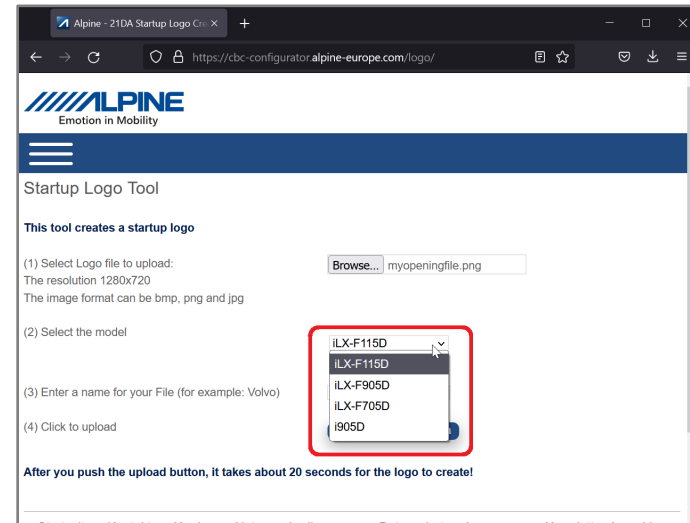 Alpine - 21DA Startup Logo Cre
https://cbc-configurator.alpine-europe.com/logo/
ALPINE
Emotion in Mobility
Startup Logo Tool
This tool creates a startup logo
(1) Select Logo file to upload:
Browse... myopeningfile.png
The resolution 1280x720
The image format can be bmp, png and jpg
(2) Select the model
iLX-F115D
iLX-F115D
iLX-F905D
iLX-F705D
i905D
(3) Enter a name for your File (for example: Volvo)
(4) Click to upload
After you push the upload button, it takes about 20 seconds for the logo to create!